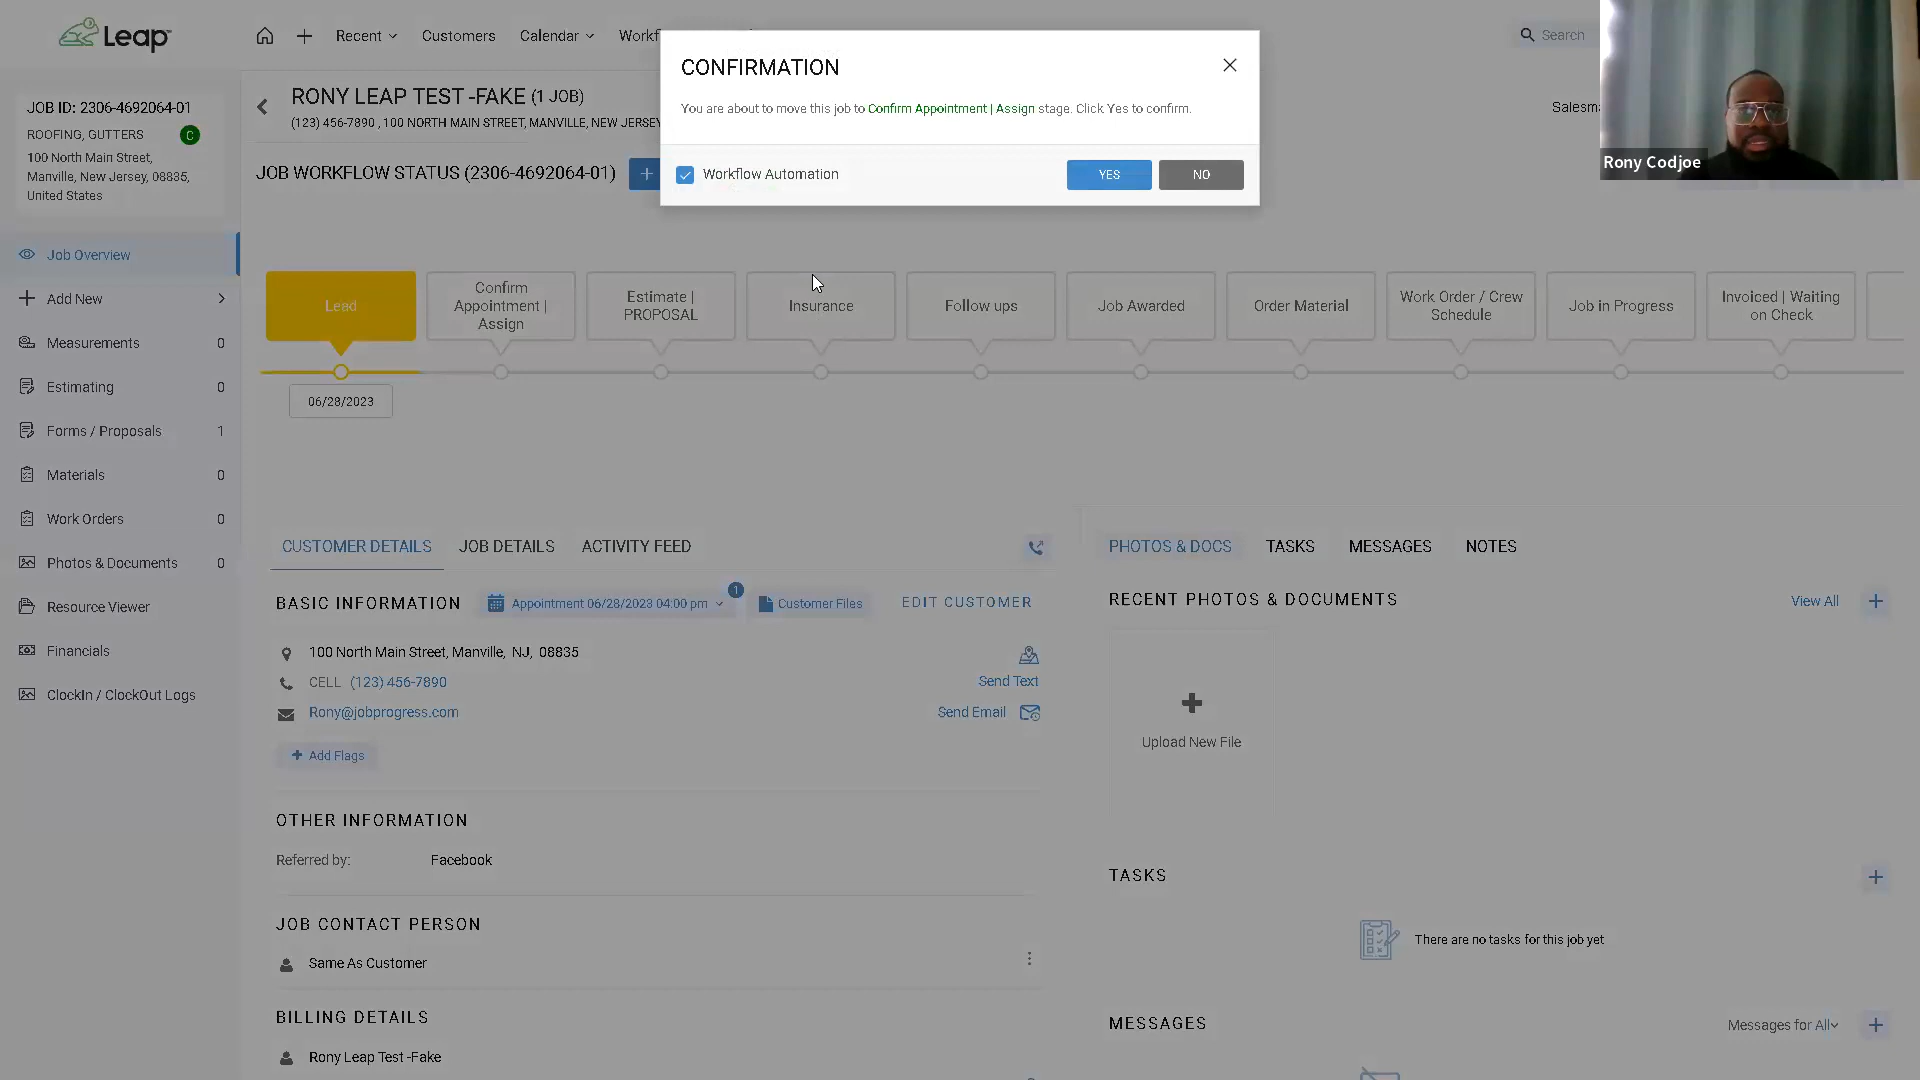 Leap
Recent
Customers
Calendar
Search
JOB ID: 2306-4692064-01
ROOFING, GUTTERS
C
100 North Main Street,
Manville, New Jersey, 08835,
United States
Job Overview
Add New
Measurements 0
Estimating 0
Forms / Proposals 1
Materials 0
Work Orders 0
Photos & Documents 0
Resource Viewer
Financials
ClockIn / ClockOut Logs
RONY LEAP TEST -FAKE (1 JOB)
(123) 456-7890 , 100 NORTH MAIN STREET, MANVILLE, NEW JERSEY
JOB WORKFLOW STATUS (2306-4692064-01)
CONFIRMATION
You are about to move this job to Confirm Appointment | Assign stage. Click Yes to confirm.
Workflow Automation
YES
NO
Rony Codjoe
Lead
Confirm
Appointment |
Assign
Estimate |
PROPOSAL
Insurance
Follow ups
Job Awarded
Order Material
Work Order / Crew
Schedule
Job in Progress
Invoiced | Waiting
on Check
06/28/2023
CUSTOMER DETAILS
JOB DETAILS
ACTIVITY FEED
BASIC INFORMATION
Appointment 06/28/2023 04:00 pm
1
Customer Files
EDIT CUSTOMER
100 North Main Street, Manville, NJ, 08835
CELL (123) 456-7890
Send Text
Rony@jobprogress.com
Send Email
Add Flags
OTHER INFORMATION
Referred by: Facebook
JOB CONTACT PERSON
Same As Customer
BILLING DETAILS
Rony Leap Test -Fake
PHOTOS & DOCS
TASKS
MESSAGES
NOTES
RECENT PHOTOS & DOCUMENTS
View All
Upload New File
TASKS
There are no tasks for this job yet
MESSAGES
Messages for All